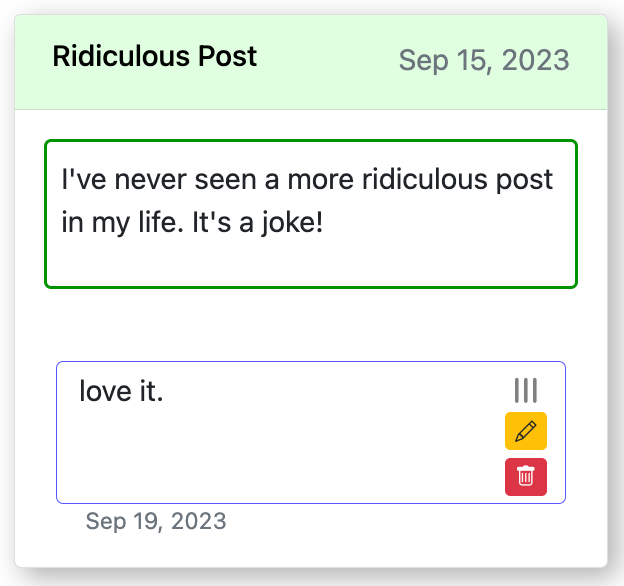 Ridiculous Post
Sep 15, 2023
I've never seen a more ridiculous post
in my life. It's a joke!
love it.
Sep 19, 2023